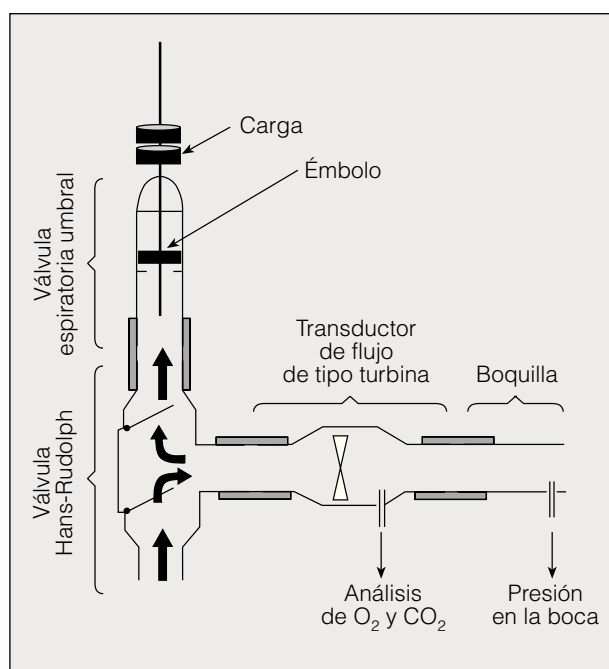 Carga
Émbolo
Válvula
espiratoria umbral
Transductor
de flujo
de tipo turbina
Boquilla
Válvula
Hans-Rudolph
Análisis
de O₂ y CO₂
Presión
en la boca